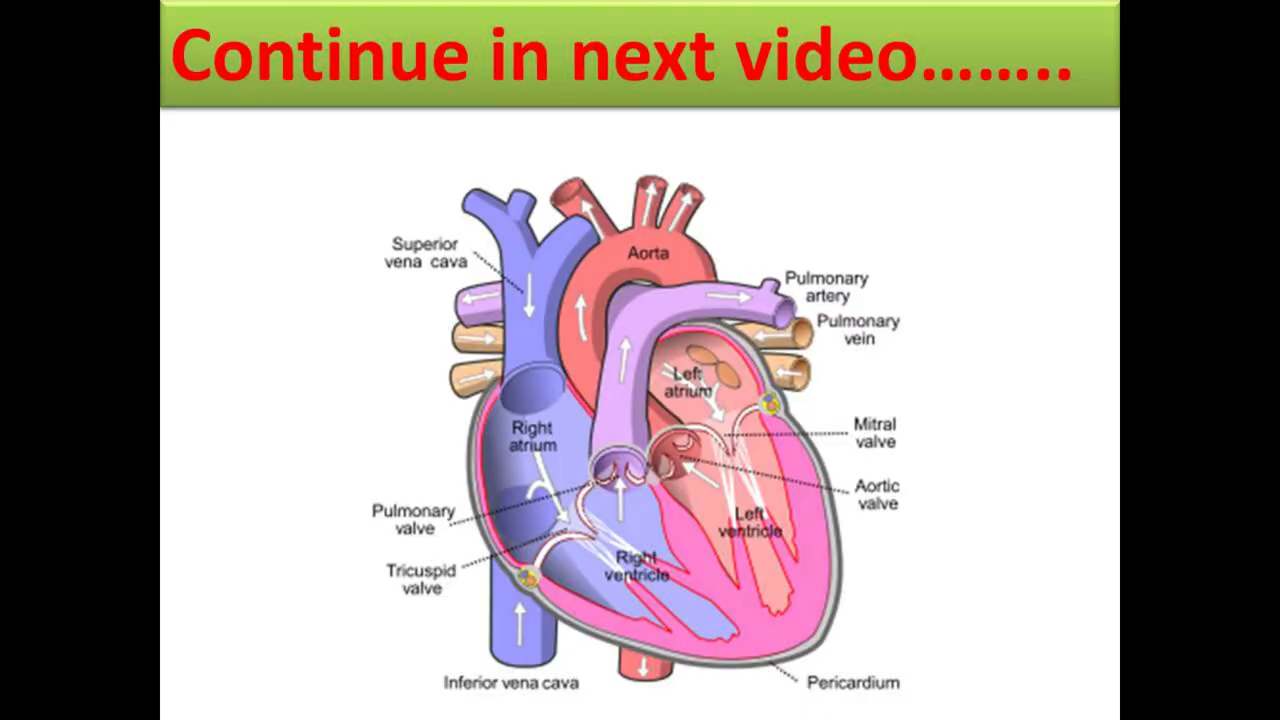 Continue in next video……..
Superior
vena cava
Aorta
Pulmonary
artery
Pulmonary
vein
Left
atrium
Right
atrium
Mitral
valve
Aortic
valve
Pulmonary
valve
Left
ventricle
Right
ventricle
Tricuspid
valve
Inferior vena cava
Pericardium